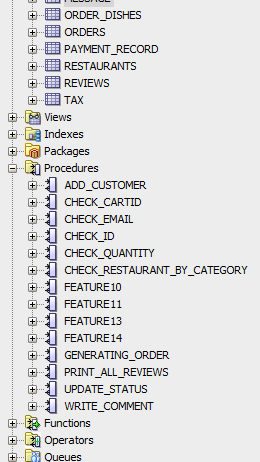 MESSAGE
ORDER_DISHES
ORDERS
PAYMENT_RECORD
RESTAURANTS
REVIEWS
TAX
Views
Indexes
Packages
Procedures
ADD_CUSTOMER
CHECK_CARTID
CHECK_EMAIL
CHECK_ID
CHECK_QUANTITY
CHECK_RESTAURANT_BY_CATEGORY
FEATURE10
FEATURE11
FEATURE13
FEATURE14
GENERATING_ORDER
PRINT_ALL_REVIEWS
UPDATE_STATUS
WRITE_COMMENT
Functions
Operators
Queues